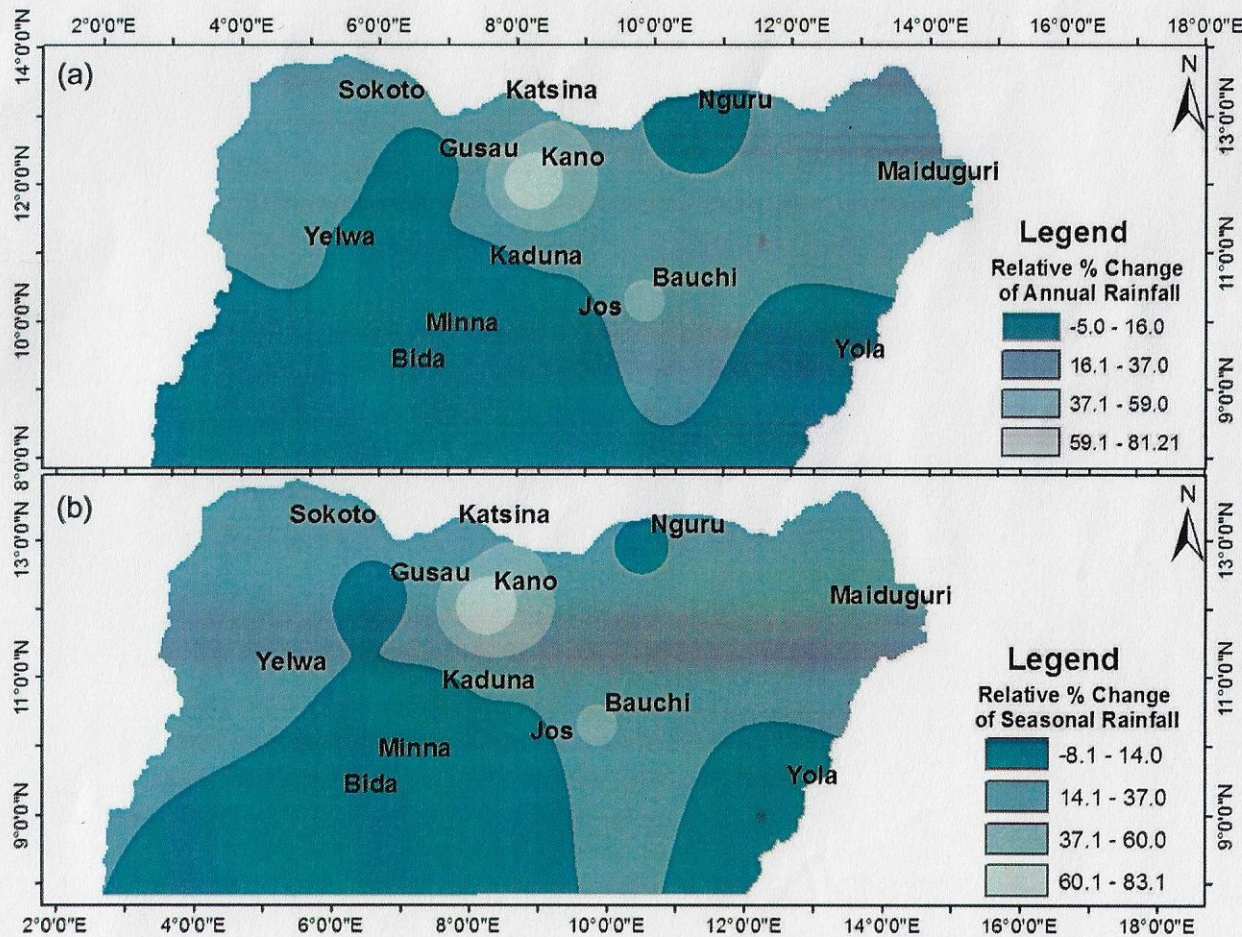 2°0'0"E 4°0'0"E 6°0'0"E 8°0'0"E 10°0'0"E 12°0'0"E 14°0'0"E 16°0'0"E 18°0'0"E
14°0'0"N
12°0'0"N
10°0'0"N
8°0'0"N
(a)
Sokoto
Katsina
Nguru
Gusau
Kano
Maiduguri
Yelwa
Kaduna
Bauchi
Jos
Minna
Bida
Yola
N
13°0'0"N
11°0'0"N
9°0'0"N
Legend
Relative % Change
of Annual Rainfall
-5.0 - 16.0
16.1 - 37.0
37.1 - 59.0
59.1 - 81.21
(b)
13°0'0"N
11°0'0"N
9°0'0"N
Sokoto
Katsina
Nguru
Gusau
Kano
Maiduguri
Yelwa
Kaduna
Bauchi
Jos
Minna
Bida
Yola
N
13°0'0"N
11°0'0"N
9°0'0"N
Legend
Relative % Change
of Seasonal Rainfall
-8.1 - 14.0
14.1 - 37.0
37.1 - 60.0
60.1 - 83.1
2°0'0"E 4°0'0"E 6°0'0"E 8°0'0"E 10°0'0"E 12°0'0"E 14°0'0"E 16°0'0"E 18°0'0"E